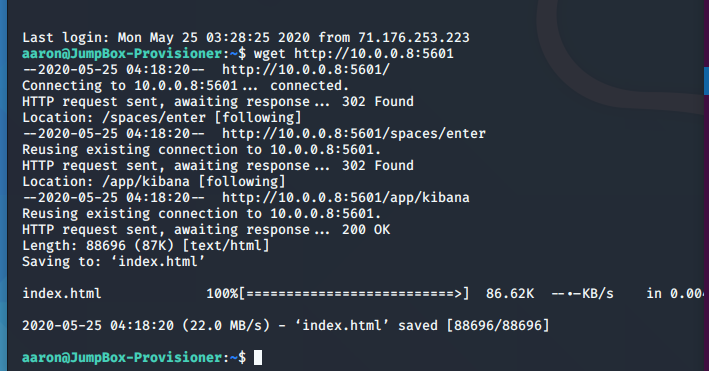 Last login: Mon May 25 03:28:25 2020 from 71.176.253.223
aaron@JumpBox-Provisioner:~$ wget http://10.0.0.8:5601
--2020-05-25 04:18:20--  http://10.0.0.8:5601/
Connecting to 10.0.0.8:5601... connected.
HTTP request sent, awaiting response... 302 Found
Location: /spaces/enter [following]
--2020-05-25 04:18:20--  http://10.0.0.8:5601/spaces/enter
Reusing existing connection to 10.0.0.8:5601.
HTTP request sent, awaiting response... 302 Found
Location: /app/kibana [following]
--2020-05-25 04:18:20--  http://10.0.0.8:5601/app/kibana
Reusing existing connection to 10.0.0.8:5601.
HTTP request sent, awaiting response... 200 OK
Length: 88696 (87K) [text/html]
Saving to: ‘index.html’
index.html             100%[==========================>]  86.62K  --.-KB/s    in 0.00
2020-05-25 04:18:20 (22.0 MB/s) - ‘index.html’ saved [88696/88696]
aaron@JumpBox-Provisioner:~$